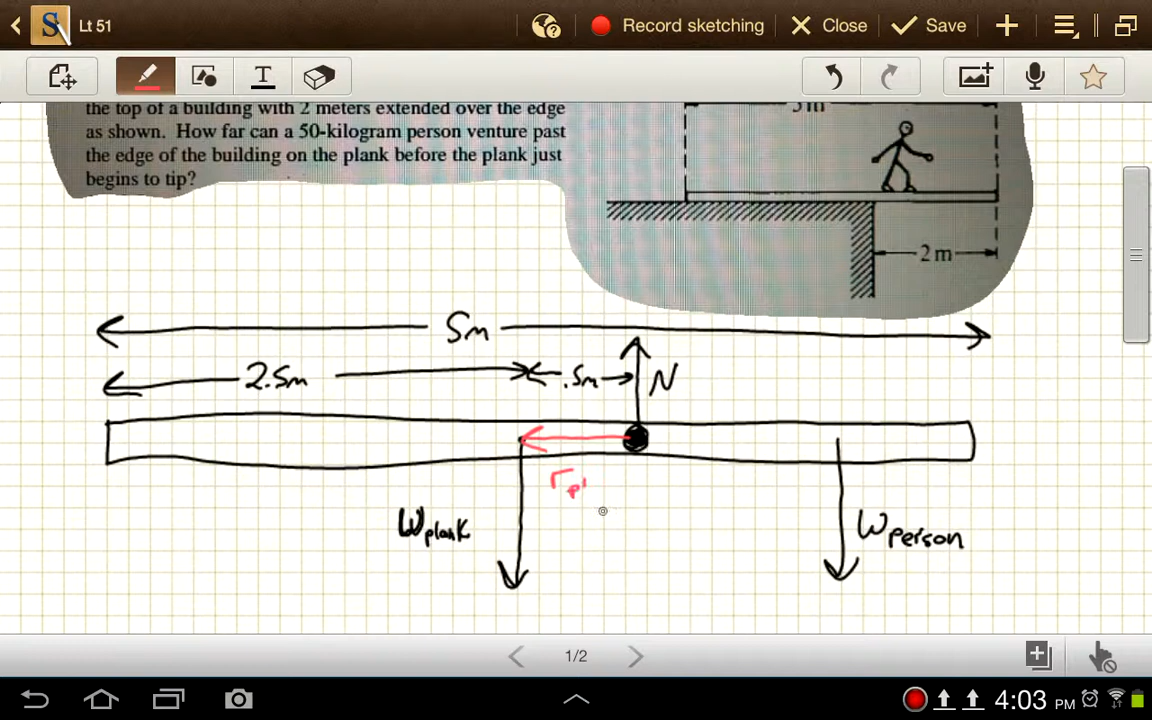 Lt 51
Record sketching
Close
Save
the top of a building with 2 meters extended over the edge
as shown. How far can a 50-kilogram person venture past
the edge of the building on the plank before the plank just
begins to tip?
2 m
5m
2.5m
.5m
N
r
W plank
W person
1/2
4:03 PM